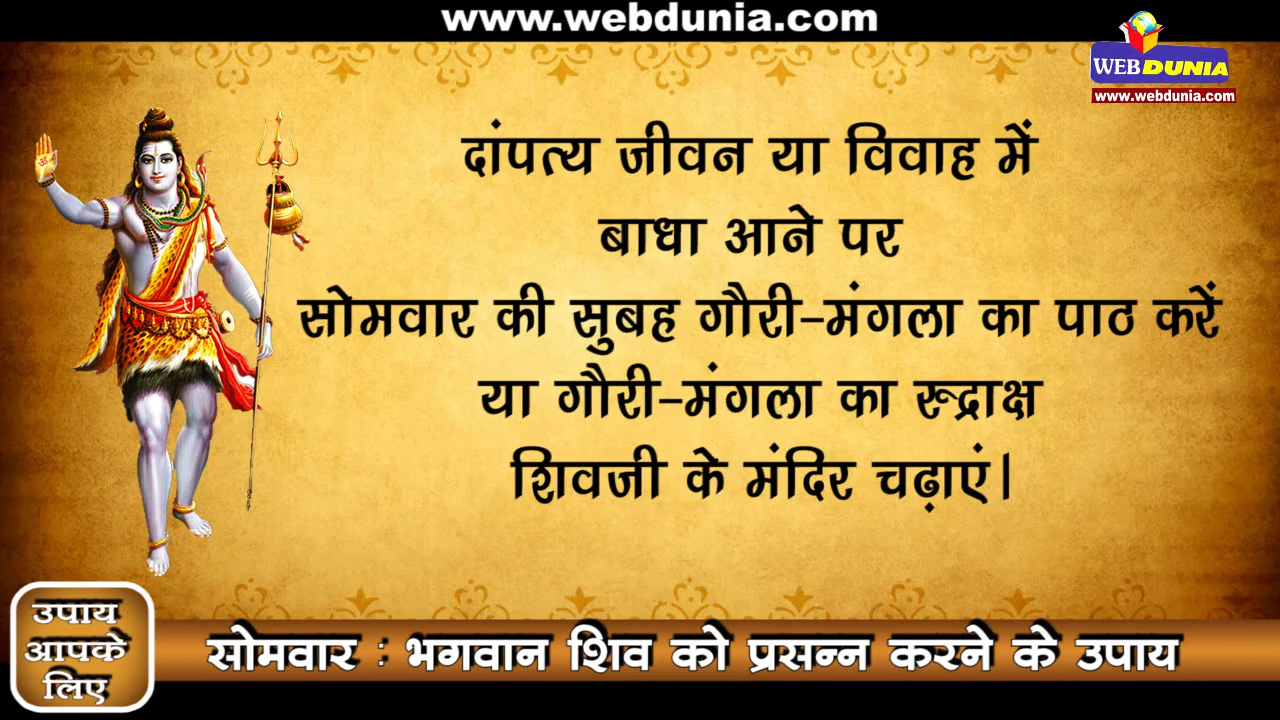 www.webdunia.com
WEBDUNIA
www.webdunia.com
दांपत्य जीवन या विवाह में
बाधा आने पर
सोमवार की सुबह गौरी-मंगला का पाठ करें
या गौरी-मंगला का रूद्राक्ष
शिवजी के मंदिर चढ़ाएं।
उपाय
आपके
लिए
सोमवार : भगवान शिव को प्रसन्न करने के उपाय